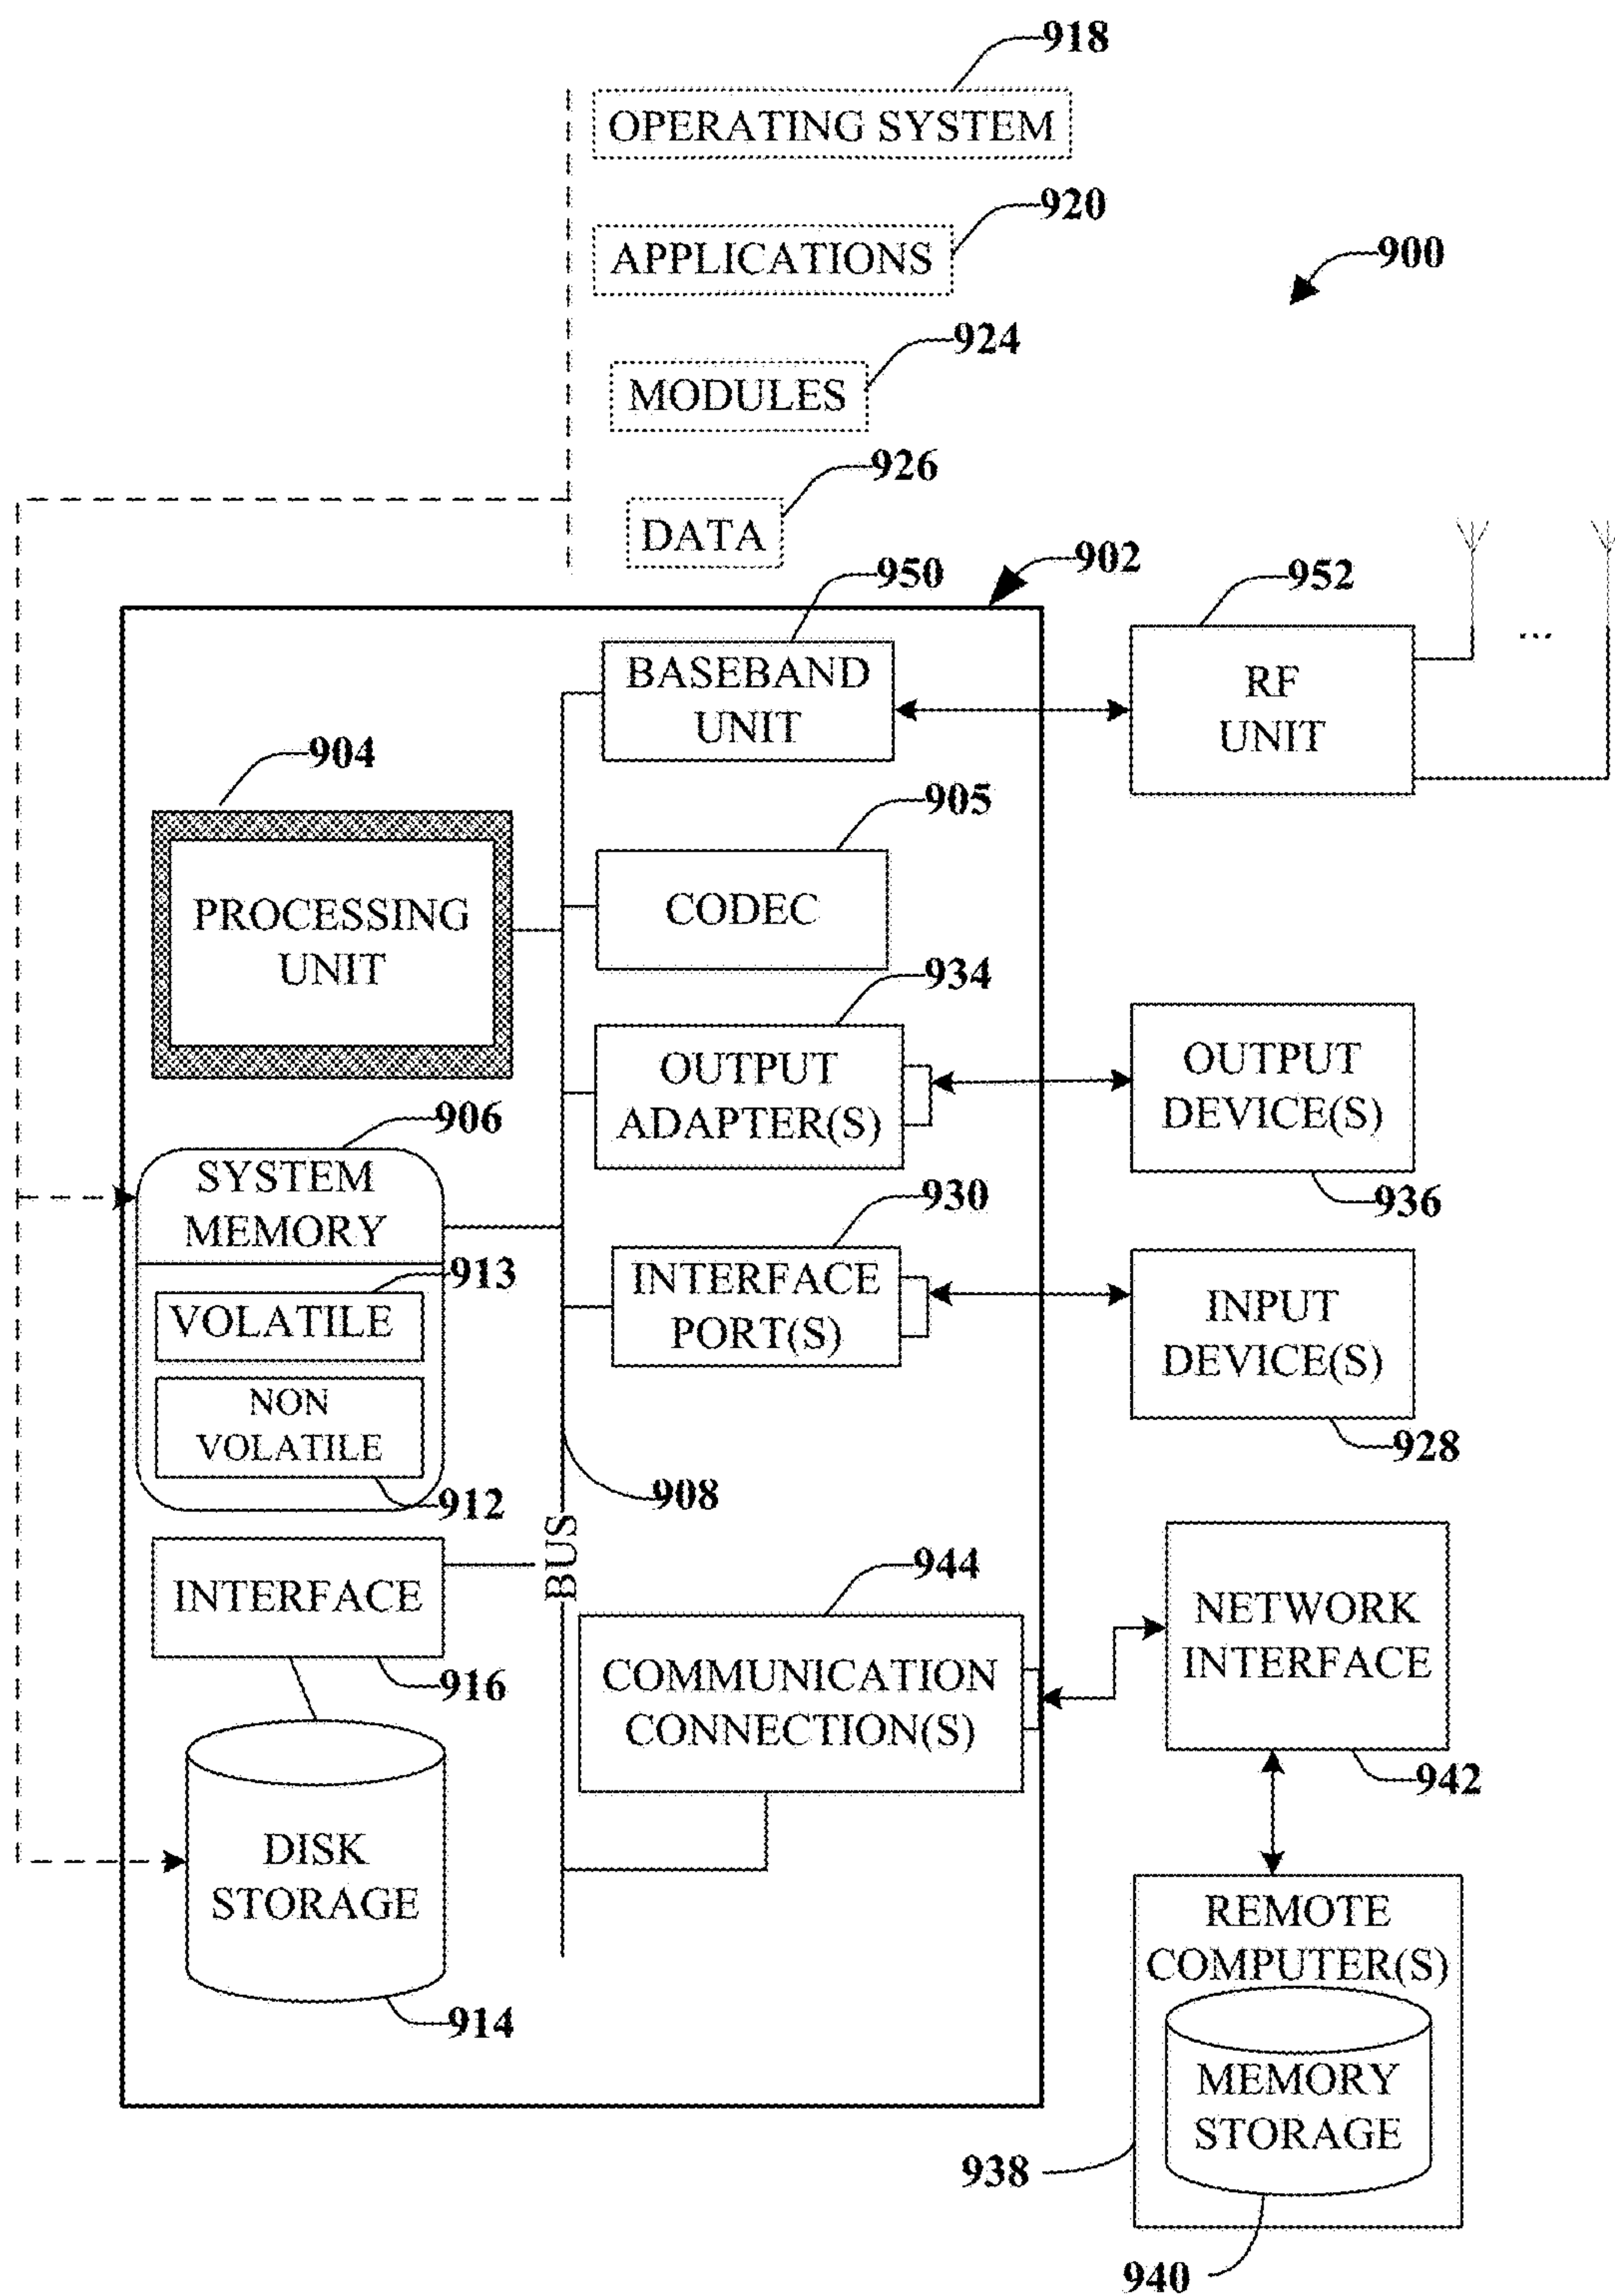 918
OPERATING SYSTEM
920
APPLICATIONS
900
924
MODULES
926
DATA
902
950
BASEBAND
UNIT
952
RF
UNIT
...
904
PROCESSING
UNIT
905
CODEC
934
OUTPUT
ADAPTER(S)
OUTPUT
DEVICE(S)
936
906
SYSTEM
MEMORY
913
VOLATILE
NON
VOLATILE
912
930
INTERFACE
PORT(S)
INPUT
DEVICE(S)
928
908
BUS
INTERFACE
916
944
COMMUNICATION
CONNECTION(S)
NETWORK
INTERFACE
942
DISK
STORAGE
914
REMOTE
COMPUTER(S)
MEMORY
STORAGE
938
940